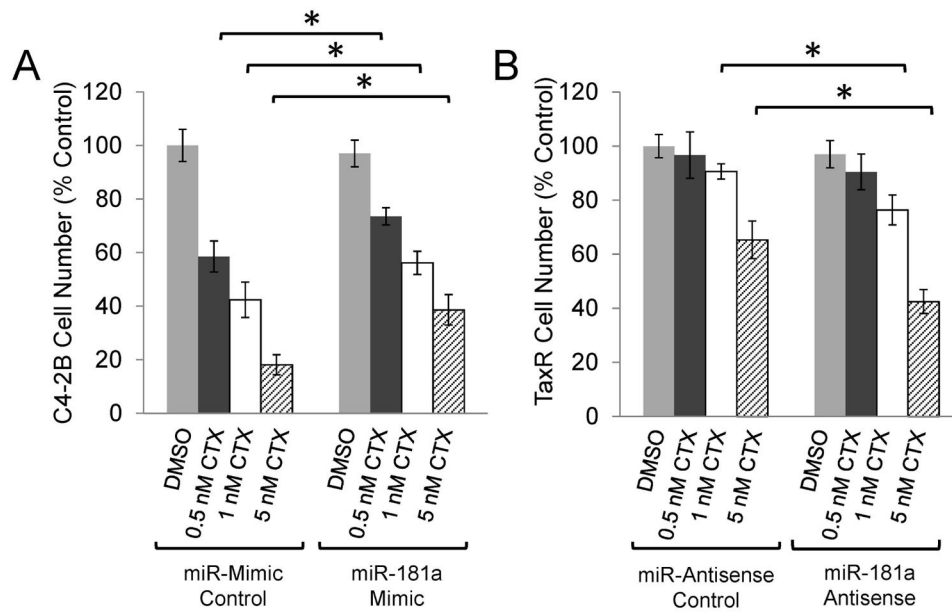 A
*
*
*
C4-2B Cell Number (% Control)
120
100
80
60
40
20
0
DMSO
0.5 nM CTX
1 nM CTX
5 nM CTX
DMSO
0.5 nM CTX
1 nM CTX
5 nM CTX
miR-Mimic
Control
miR-181a
Mimic
B
*
*
TaxR Cell Number (% Control)
120
100
80
60
40
20
0
DMSO
0.5 nM CTX
1 nM CTX
5 nM CTX
DMSO
0.5 nM CTX
1 nM CTX
5 nM CTX
miR-Antisense
Control
miR-181a
Antisense